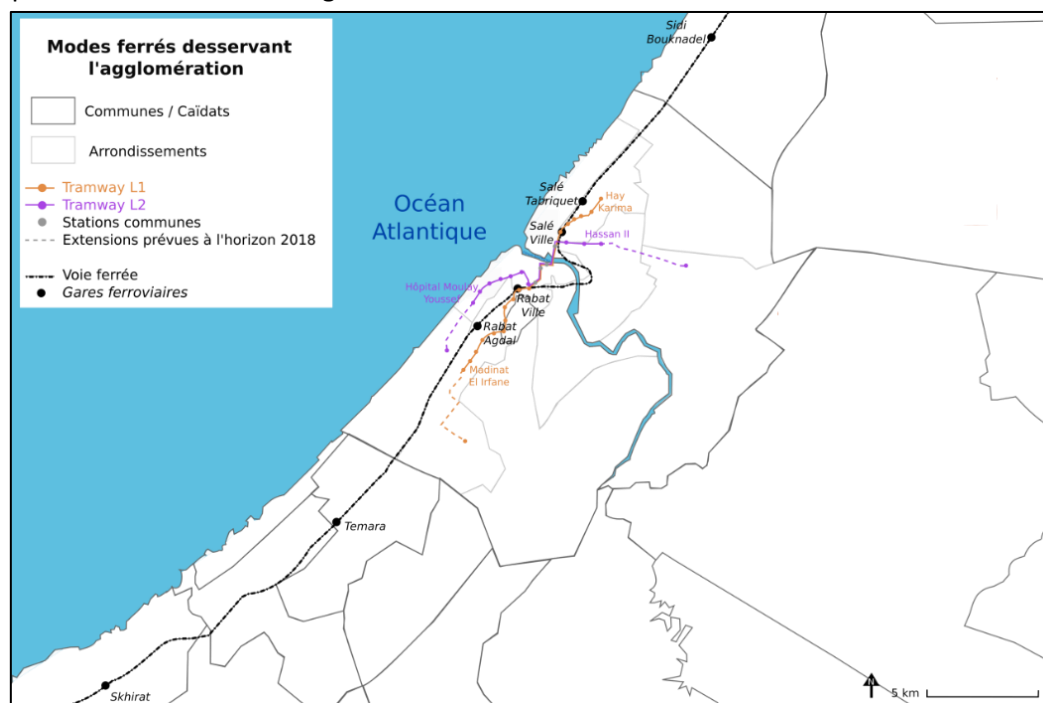 Modes ferrés desservant
l'agglomération
Communes / Caïdats
Arrondissements
Tramway L1
Tramway L2
Stations communes
Extensions prévues à l'horizon 2018
Voie ferrée
Gares ferroviaires
Sidi
Bouknadel
Océan
Atlantique
Salé
Tabriquet
Hay
Karima
Salé
Ville
Hassan II
Hôpital Moulay
Youssef
Rabat
Ville
Rabat
Agdal
Madinat
El Irfane
Temara
Skhirat
N
5 km